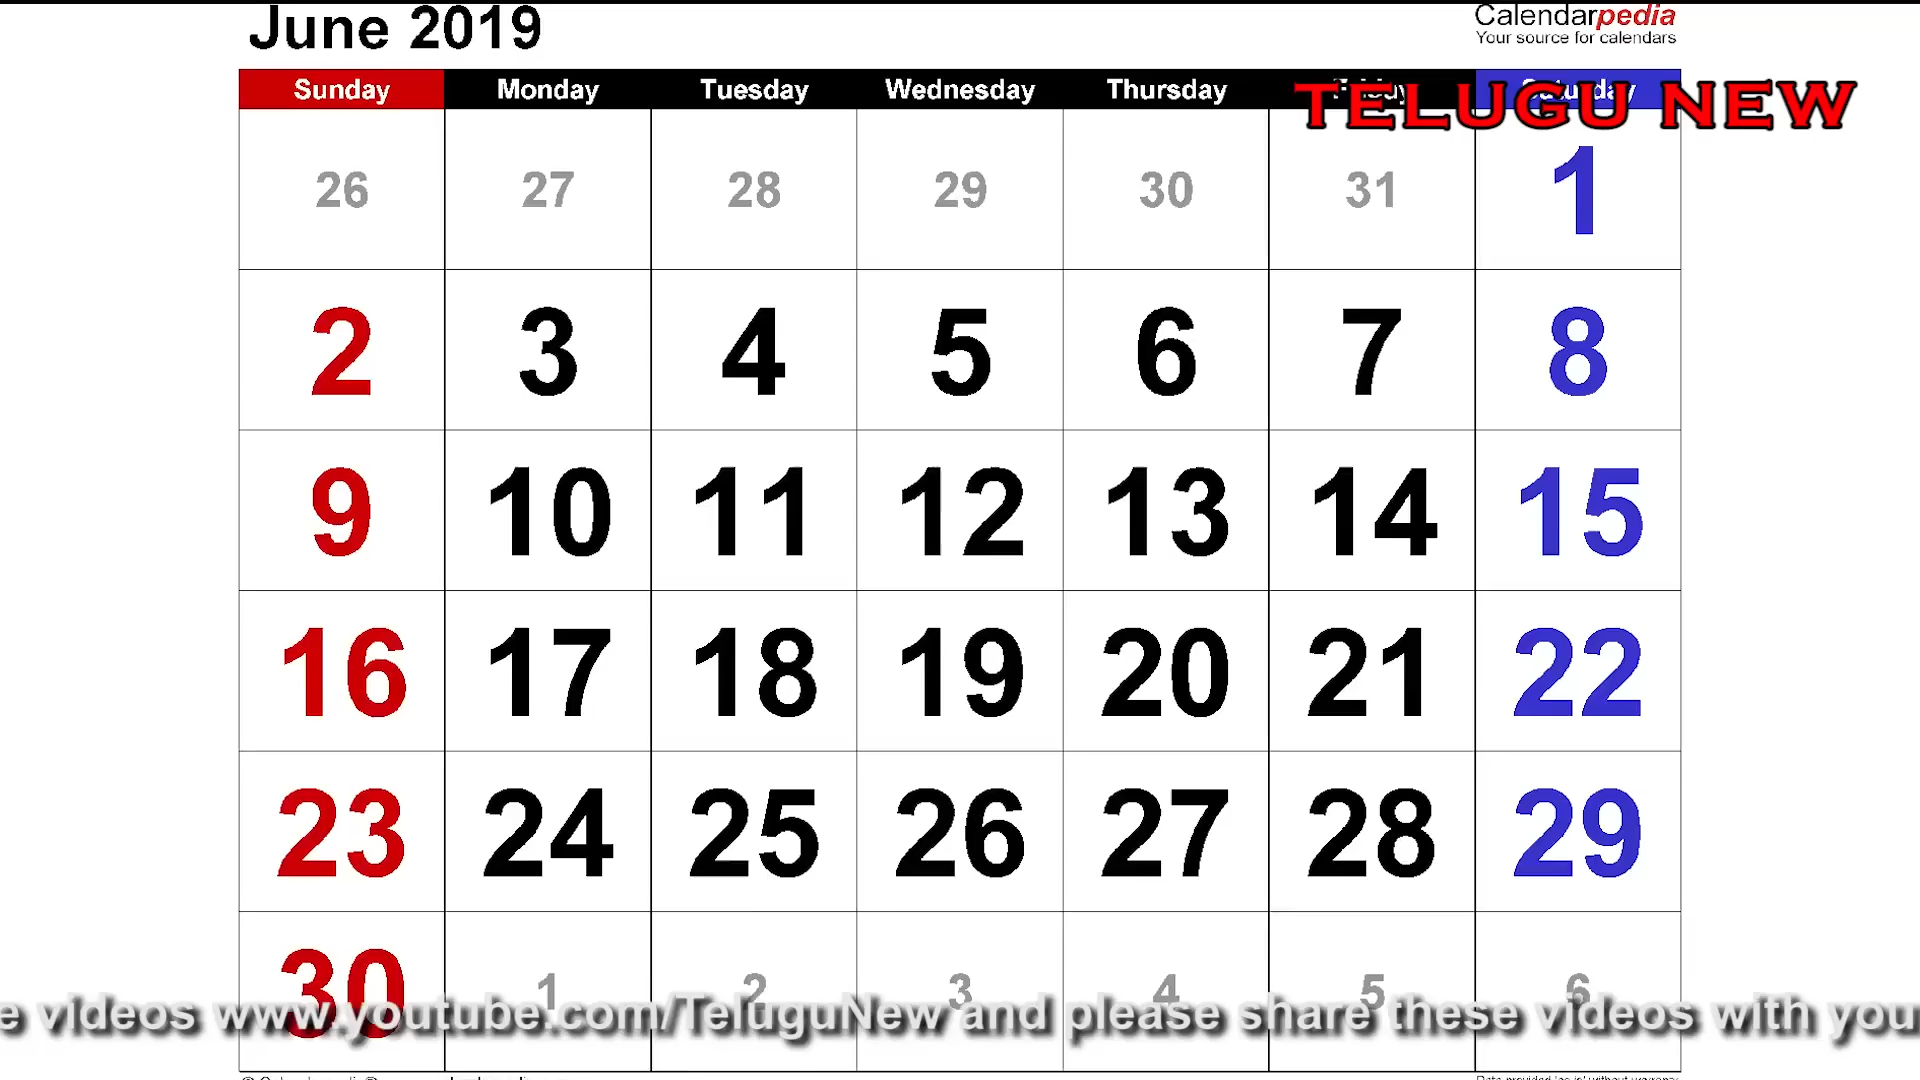 June 2019
Calendarpedia
Your source for calendars
Sunday Monday Tuesday Wednesday Thursday Friday Saturday
TELUGU NEW
26 27 28 29 30 31 1
2 3 4 5 6 7 8
9 10 11 12 13 14 15
16 17 18 19 20 21 22
23 24 25 26 27 28 29
30 1 2 3 4 5 6
e videos www.youtube.com/TeluguNew and please share these videos with you